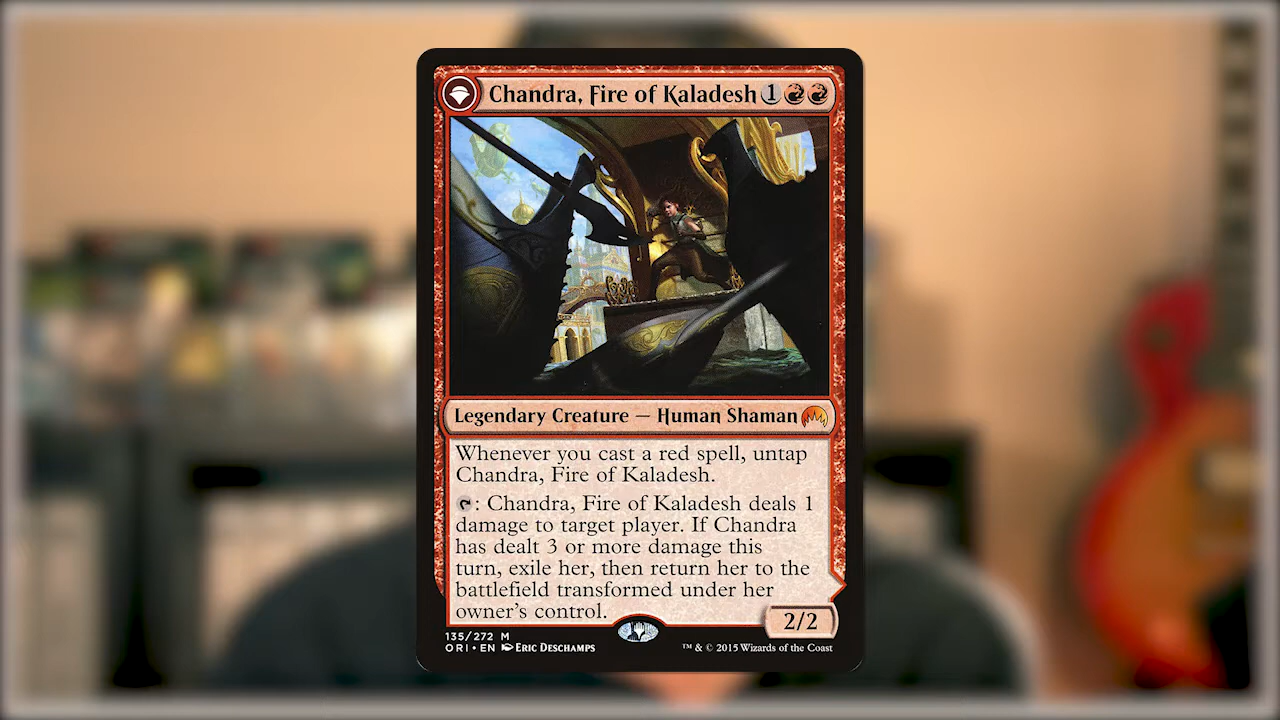 Chandra, Fire of Kaladesh 1
Legendary Creature — Human Shaman
Whenever you cast a red spell, untap
Chandra, Fire of Kaladesh.
: Chandra, Fire of Kaladesh deals 1
damage to target player. If Chandra
has dealt 3 or more damage this
turn, exile her, then return her to the
battlefield transformed under her
owner's control.
2/2
135/272 M
ORI • EN Eric Deschamps
™ & © 2015 Wizards of the Coast